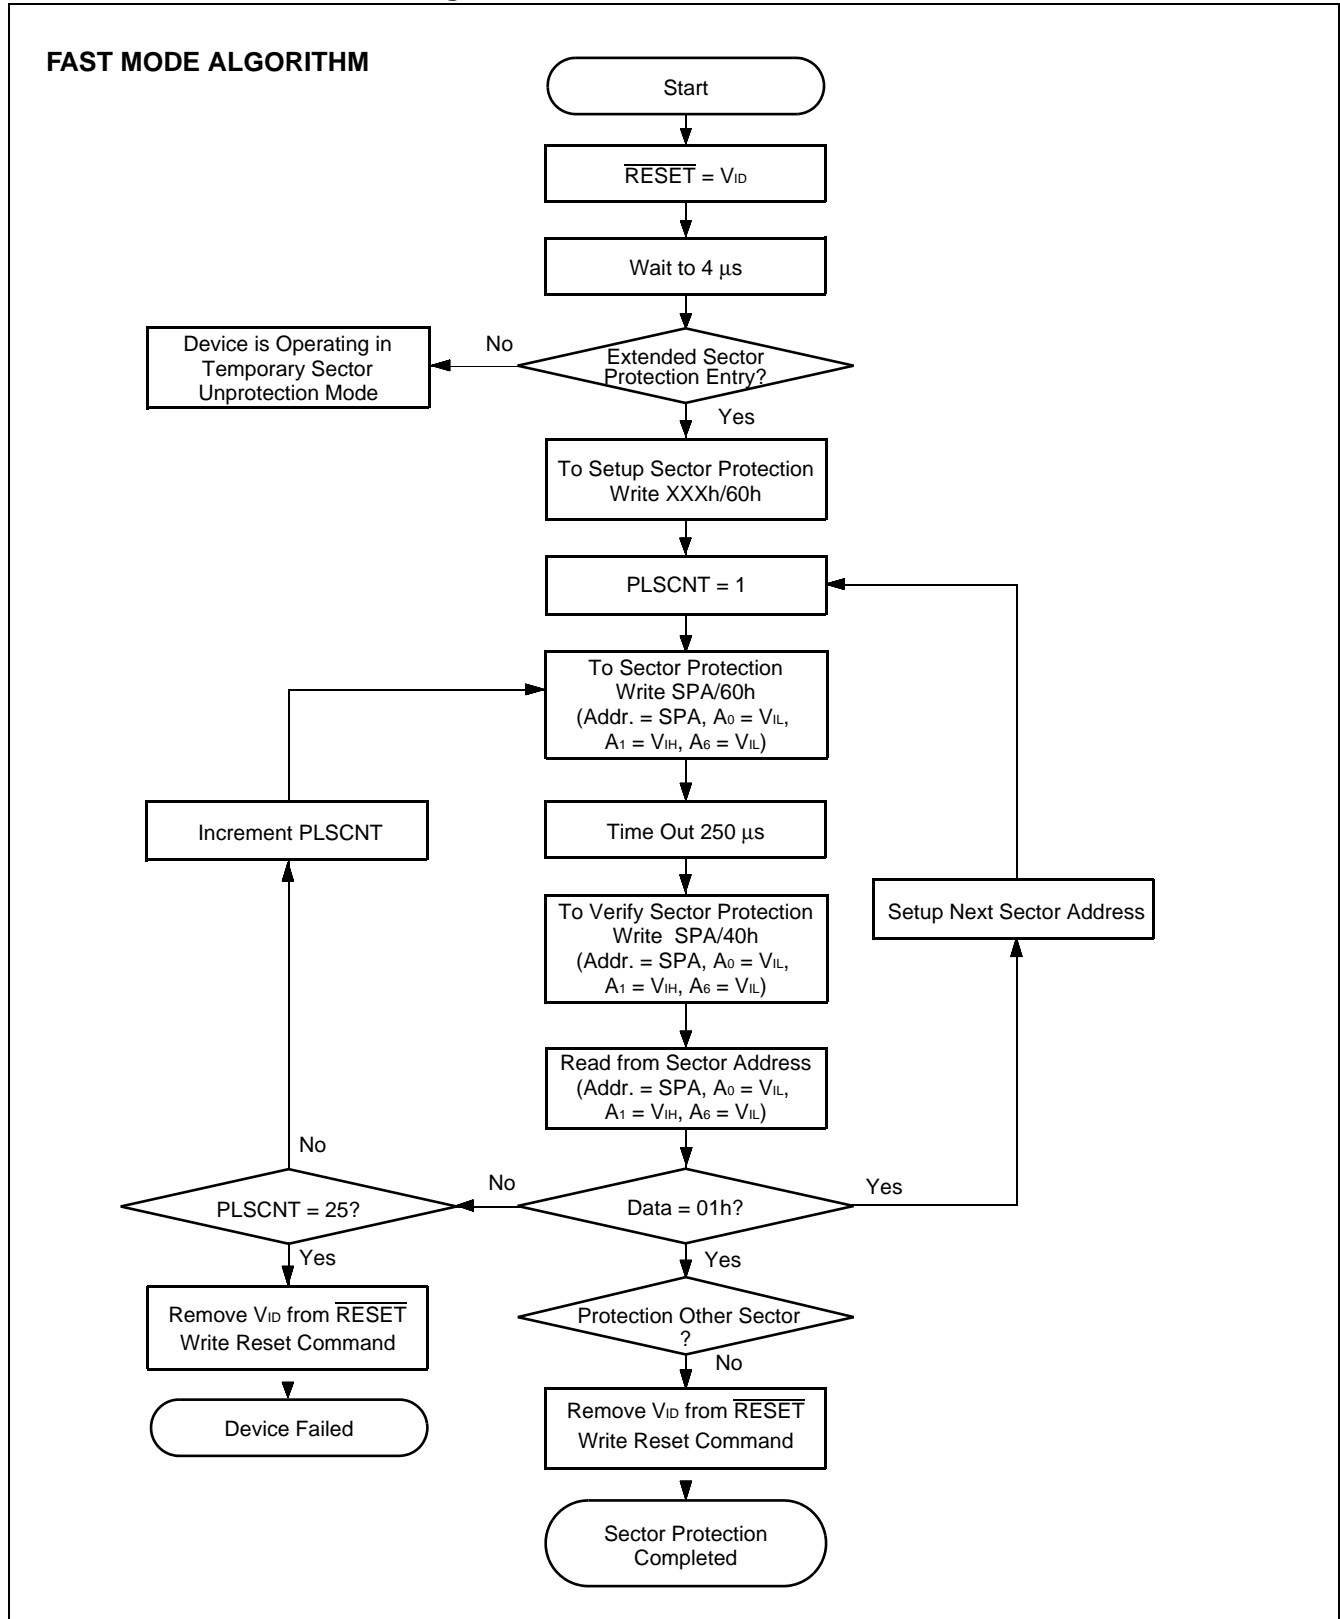 FAST MODE ALGORITHM
Start
RESET = VID
Wait to 4 μs
No
Device is Operating in
Temporary Sector
Unprotection Mode
Extended Sector
Protection Entry?
Yes
To Setup Sector Protection
Write XXXh/60h
PLSCNT = 1
To Sector Protection
Write SPA/60h
(Addr. = SPA, A0 = VIL,
A1 = VIH, A6 = VIL)
Increment PLSCNT
Time Out 250 μs
To Verify Sector Protection
Write SPA/40h
(Addr. = SPA, A0 = VIL,
A1 = VIH, A6 = VIL)
Setup Next Sector Address
Read from Sector Address
(Addr. = SPA, A0 = VIL,
A1 = VIH, A6 = VIL)
No
No
Yes
PLSCNT = 25?
Data = 01h?
Yes
Yes
Remove VID from RESET
Write Reset Command
Protection Other Sector
?
No
Device Failed
Remove VID from RESET
Write Reset Command
Sector Protection
Completed